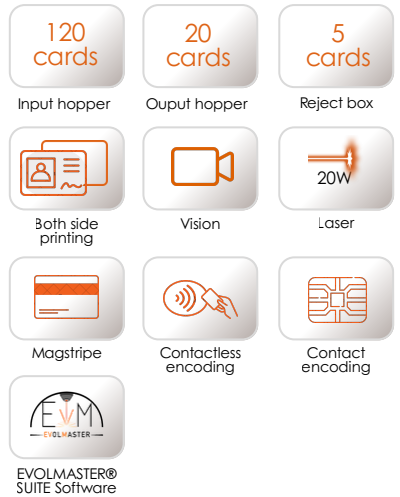 120
cards
20
cards
5
cards
Input hopper
Ouput hopper
Reject box
20W
Both side
printing
Vision
Laser
Magstripe
Contactless
encoding
Contact
encoding
EVM
EVOLMASTER
EVOLMASTER®
SUITE Software